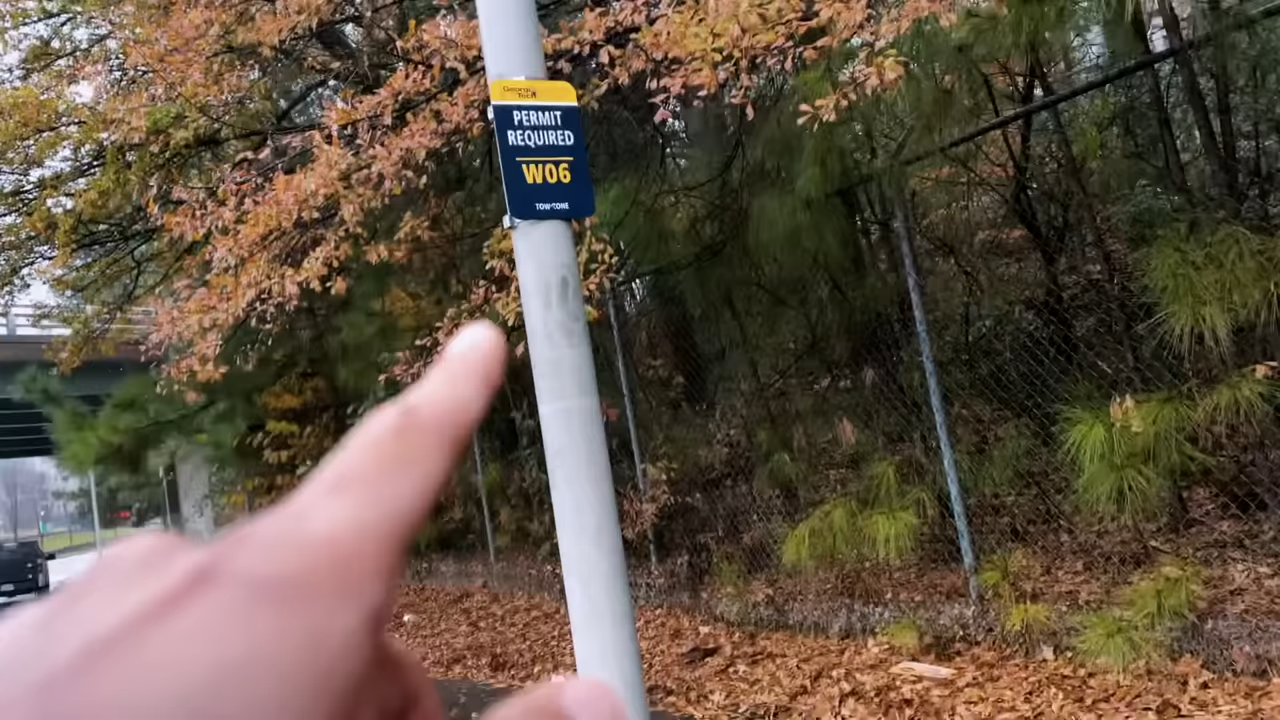 Georgia
Tech
PERMIT
REQUIRED
W06
TOW ZONE